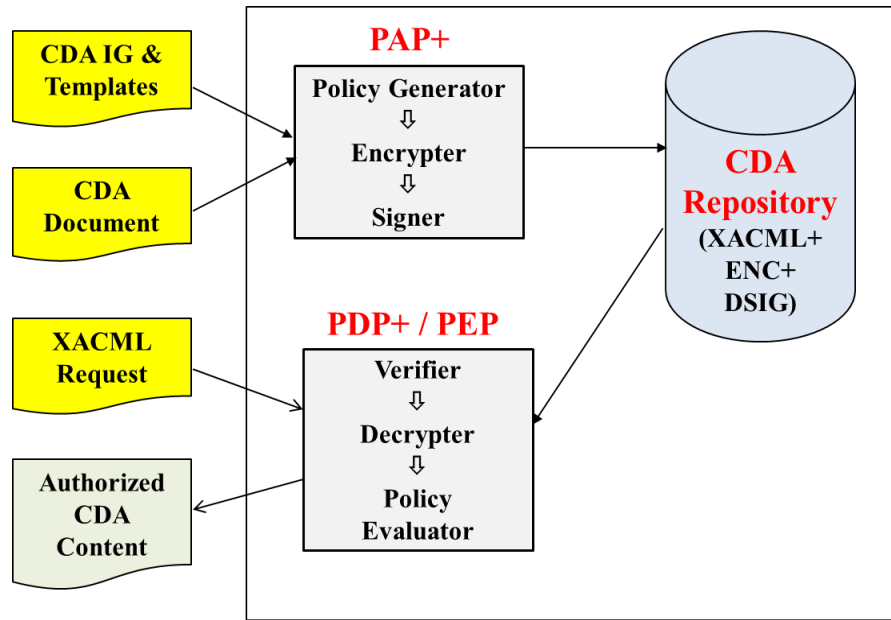 CDA IG &
Templates
CDA
Document
XACML
Request
Authorized
CDA
Content
PAP+
Policy Generator
Encrypter
Signer
PDP+ / PEP
Verifier
Decrypter
Policy
Evaluator
CDA
Repository
(XACML+
ENC+
DSIG)